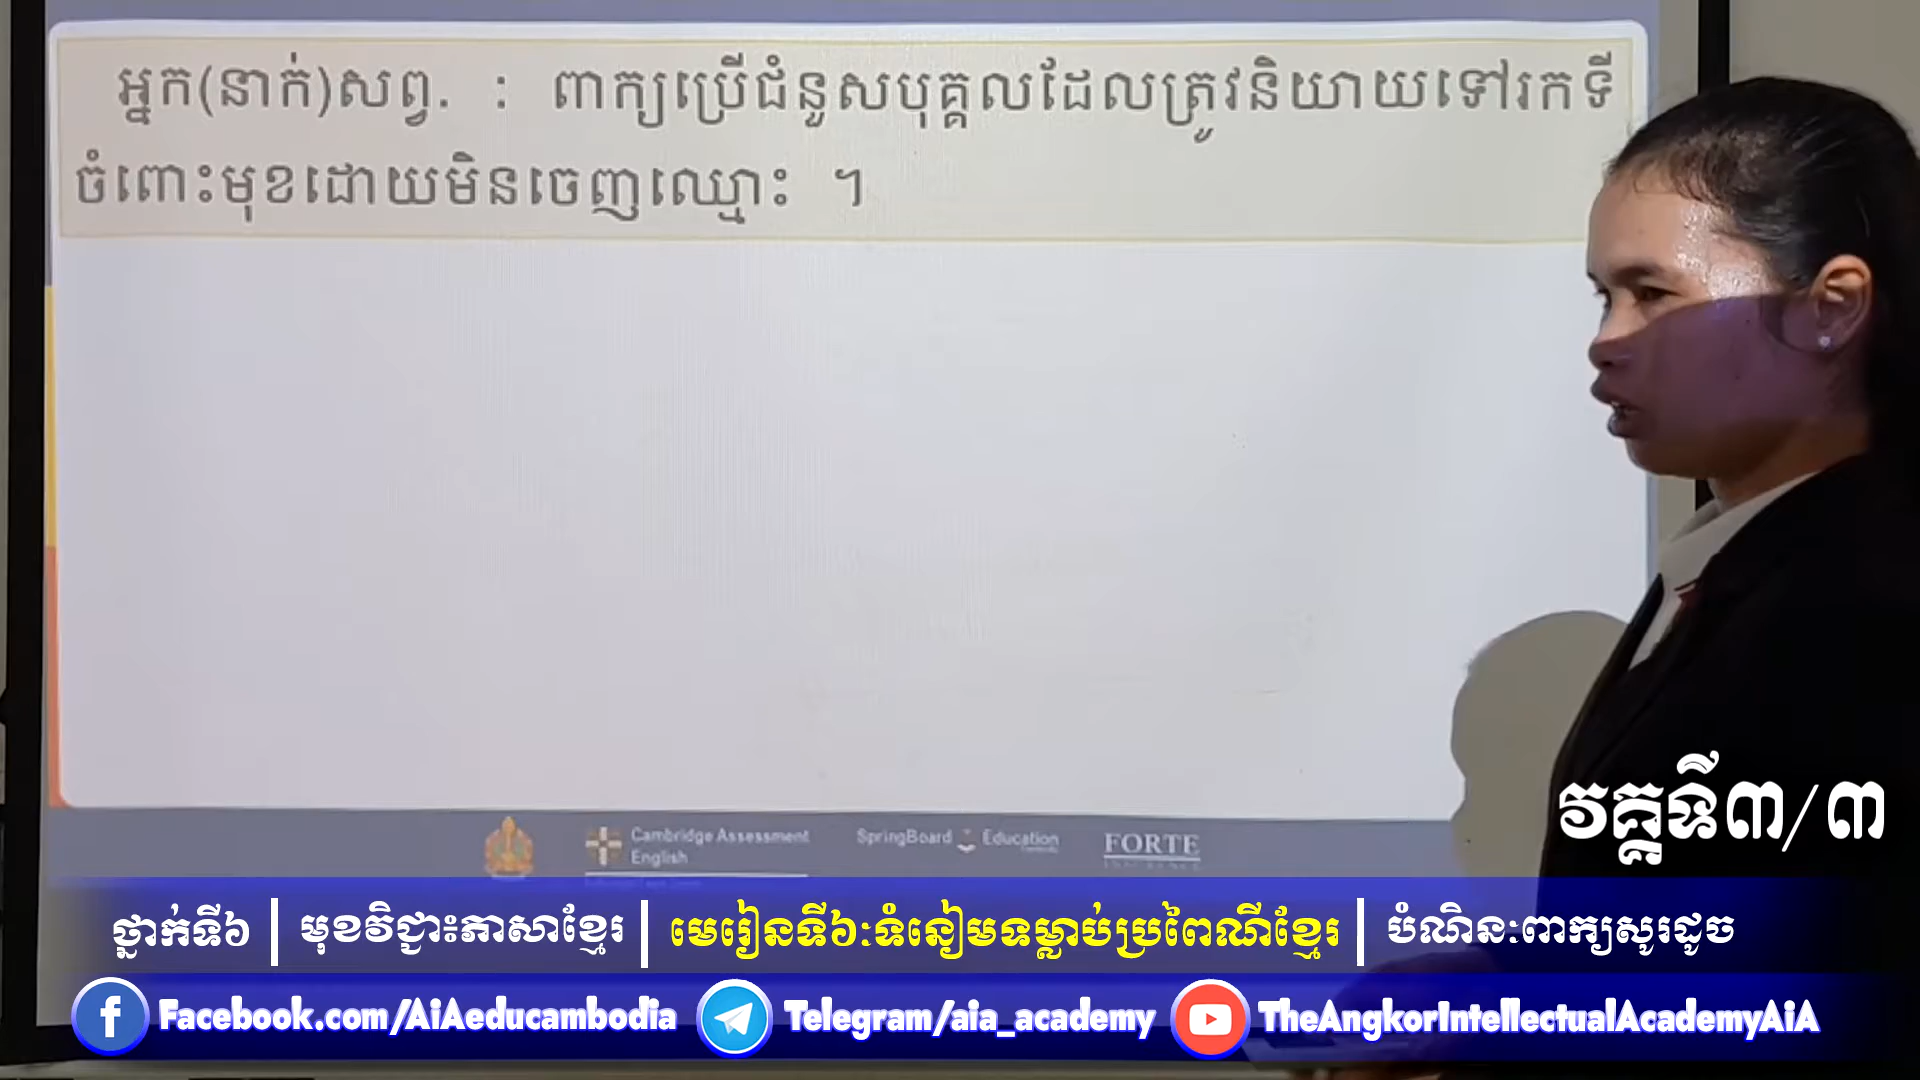 អ្នក(នាក់)សព្វ. : ពាក្យប្រើជំនួសបុគ្គលដែលត្រូវនិយាយទៅរកទី
ចំពោះមុខដោយមិនចេញឈ្មោះ ។
Cambridge Assessment
English
SpringBoard Education
FORTE
វគ្គទី៣/៣
ថ្នាក់ទី៦ | មុខវិជ្ជា៖ភាសាខ្មែរ | មេរៀនទី៦:ទំនៀមទម្លាប់ប្រពៃណីខ្មែរ | បំណិន:ពាក្យសូរដូច
Facebook.com/AiAeducambodia Telegram/aia_academy TheAngkorIntellectualAcademyAiA